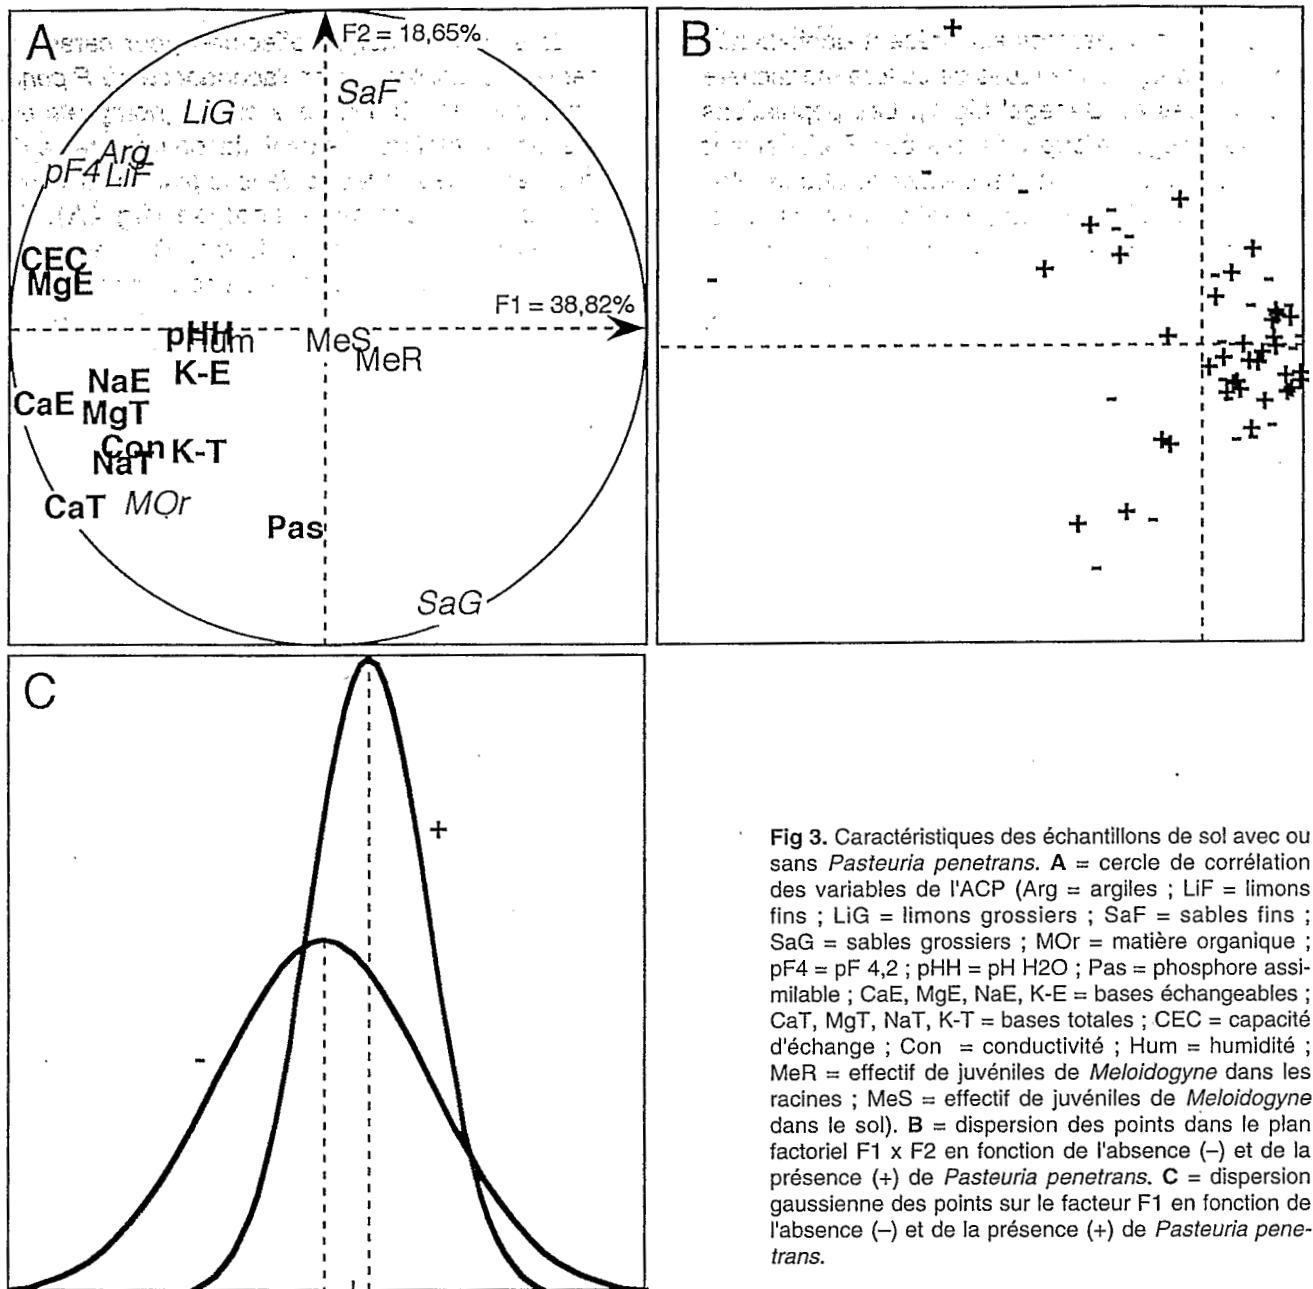 A
F2 = 18,65%
SaF
LiG
Arg
pF4
LiF
CEC
MgE
F1 = 38,82%
pHH
Hum
MeS
MeR
K-E
NaE
CaE
MgT
Con
K-T
NaT
CaT
MOr
Pas
SaG
B
C
+
-
Fig 3. Caractéristiques des échantillons de sol avec ou
sans Pasteuria penetrans. A = cercle de corrélation
des variables de l'ACP (Arg = argiles ; LiF = limons
fins ; LiG = limons grossiers ; SaF = sables fins ;
SaG = sables grossiers ; MOr = matière organique ;
pF4 = pF 4,2 ; pHH = pH H2O ; Pas = phosphore assi-
milable ; CaE, MgE, NaE, K-E = bases échangeables ;
CaT, MgT, NaT, K-T = bases totales ; CEC = capacité
d'échange ; Con = conductivité ; Hum = humidité ;
MeR = effectif de juvéniles de Meloidogyne dans les
racines ; MeS = effectif de juvéniles de Meloidogyne
dans le sol). B = dispersion des points dans le plan
factoriel F1 x F2 en fonction de l'absence (–) et de la
présence (+) de Pasteuria penetrans. C = dispersion
gaussienne des points sur le facteur F1 en fonction de
l'absence (–) et de la présence (+) de Pasteuria pene-
trans.